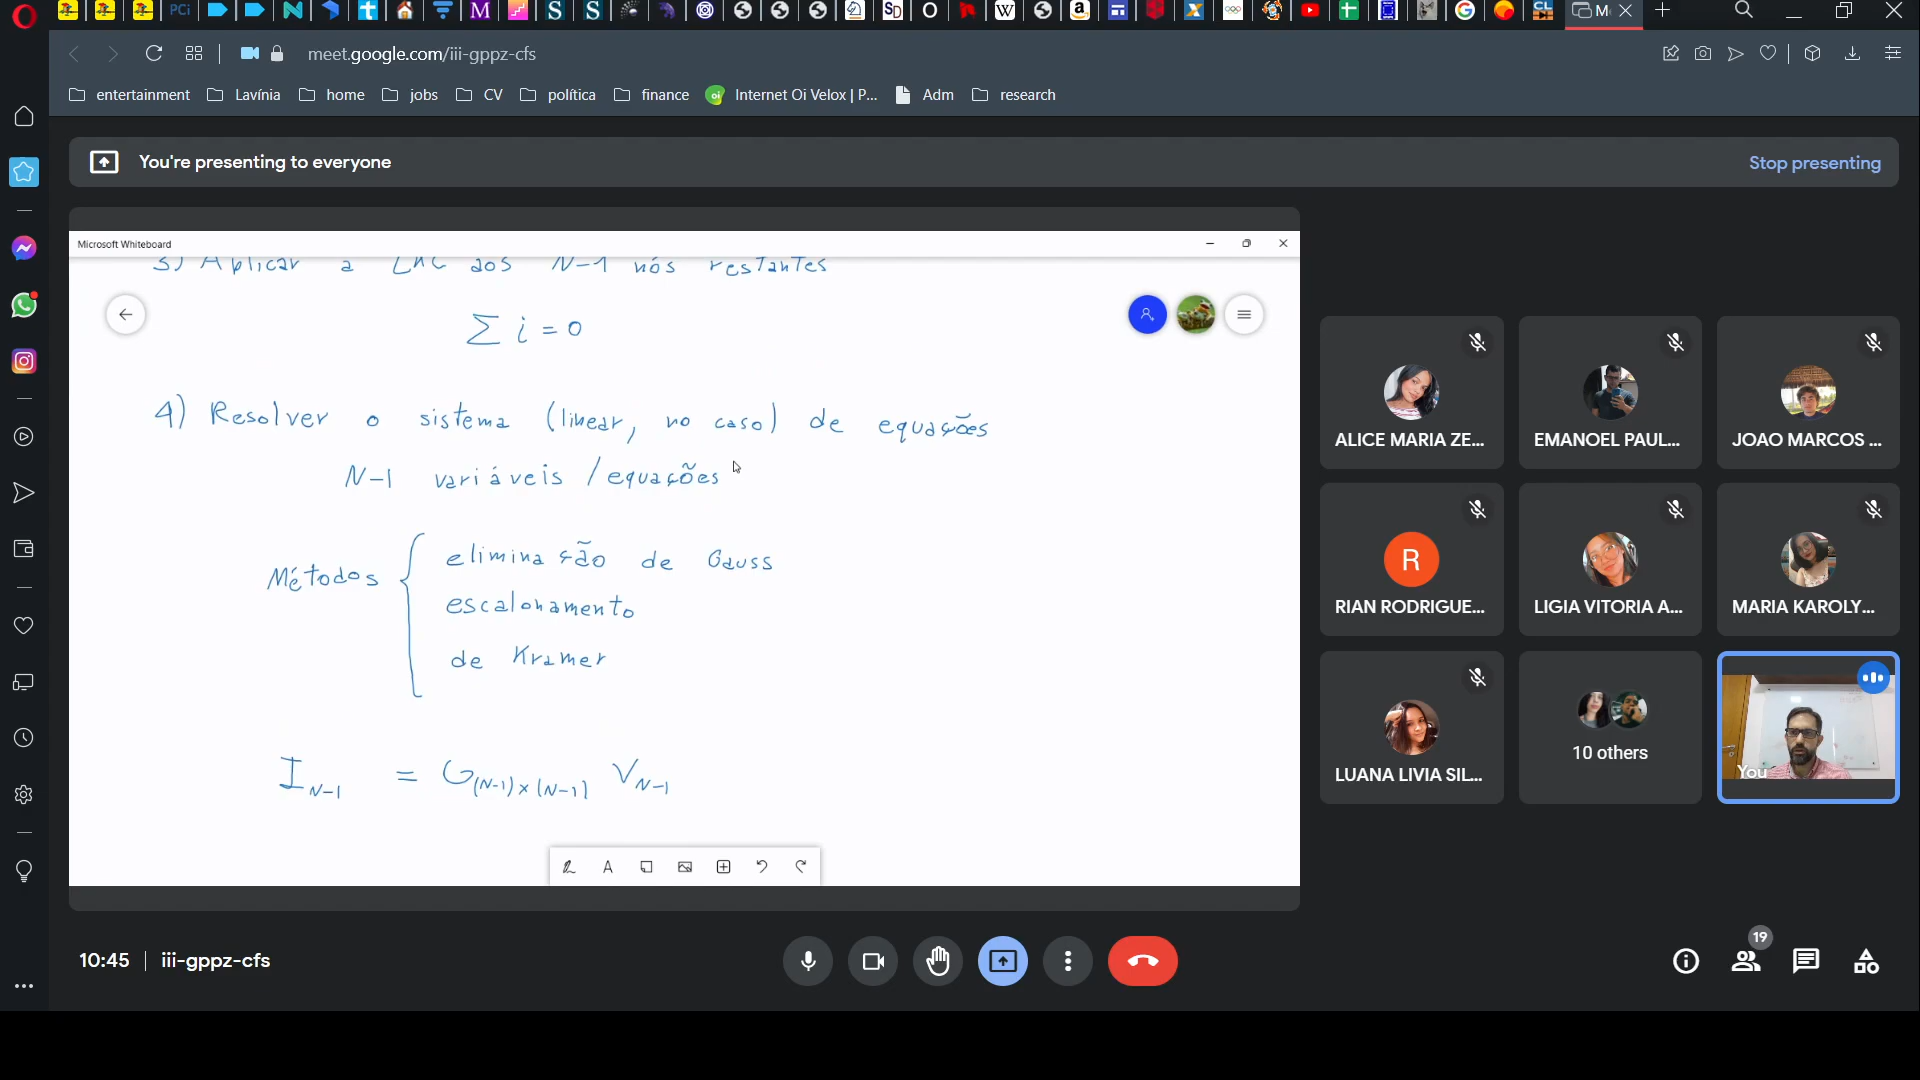 PCi
M
meet.google.com/iii-gppz-cfs
entertainment Lavínia home jobs CV política finance Internet Oi Velox | P... Adm research
You're presenting to everyone
Stop presenting
Microsoft Whiteboard
3) Aplicar a LKC aos N-1 nós restantes
∑ i = 0
4) Resolver o sistema (linear, no caso) de equações
N-1 variáveis / equações
Métodos { eliminação de Gauss
escalonamento
de Kramer
I N-1 = G (N-1)×(N-1) V N-1
ALICE MARIA ZE...
EMANOEL PAUL...
JOAO MARCOS ...
R
RIAN RODRIGUE...
LIGIA VITORIA A...
MARIA KAROLY...
LUANA LIVIA SIL...
10 others
You
10:45 | iii-gppz-cfs
19